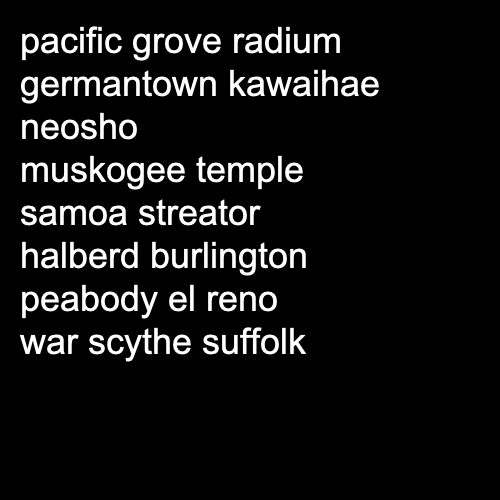 pacific grove radium
germantown kawaihae
neosho
muskogee temple
samoa streator
halberd burlington
peabody el reno
war scythe suffolk